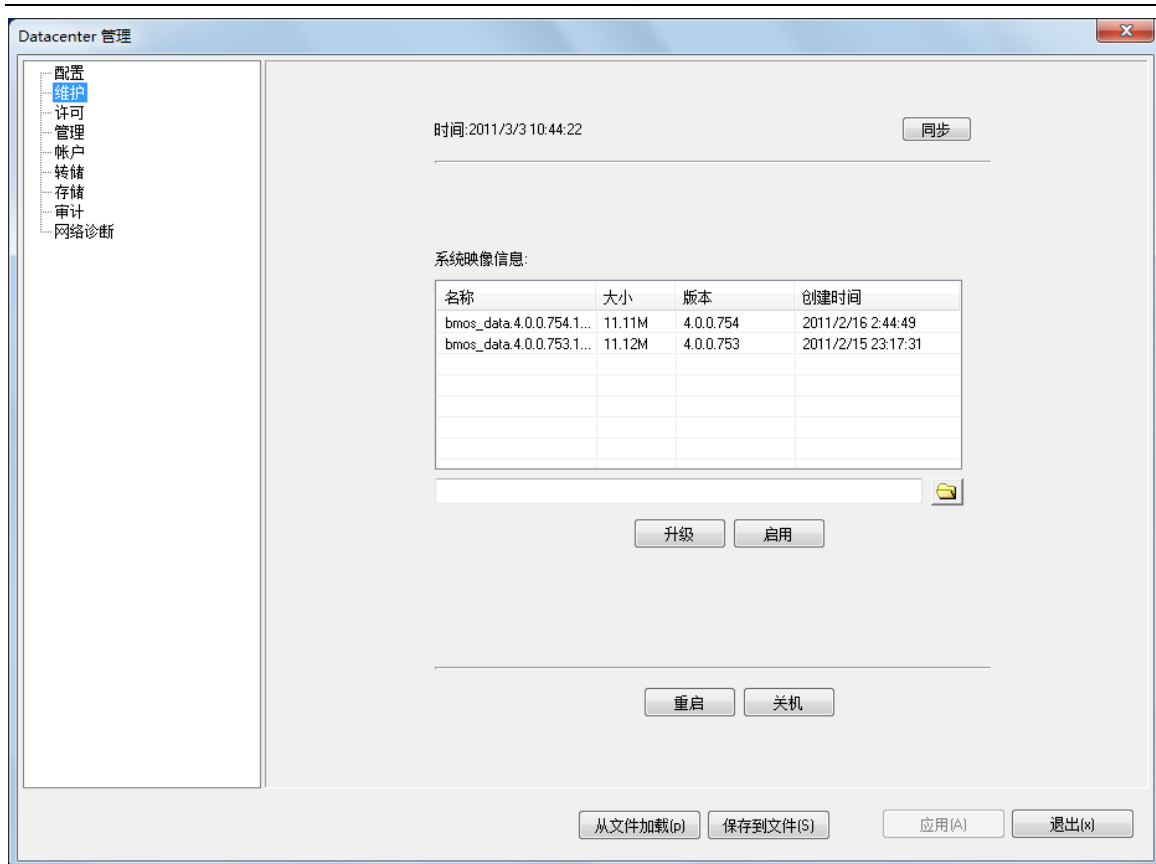 Datacenter 管理
配置
维护
许可
管理
帐户
转储
存储
审计
网络诊断
时间:2011/3/3 10:44:22
同步
系统映像信息:
名称 大小 版本 创建时间
bmos_data.4.0.0.754.1... 11.11M 4.0.0.754 2011/2/16 2:44:49
bmos_data.4.0.0.753.1... 11.12M 4.0.0.753 2011/2/15 23:17:31
升级 启用
重启 关机
从文件加载(p) 保存到文件(S) 应用(A) 退出(x)